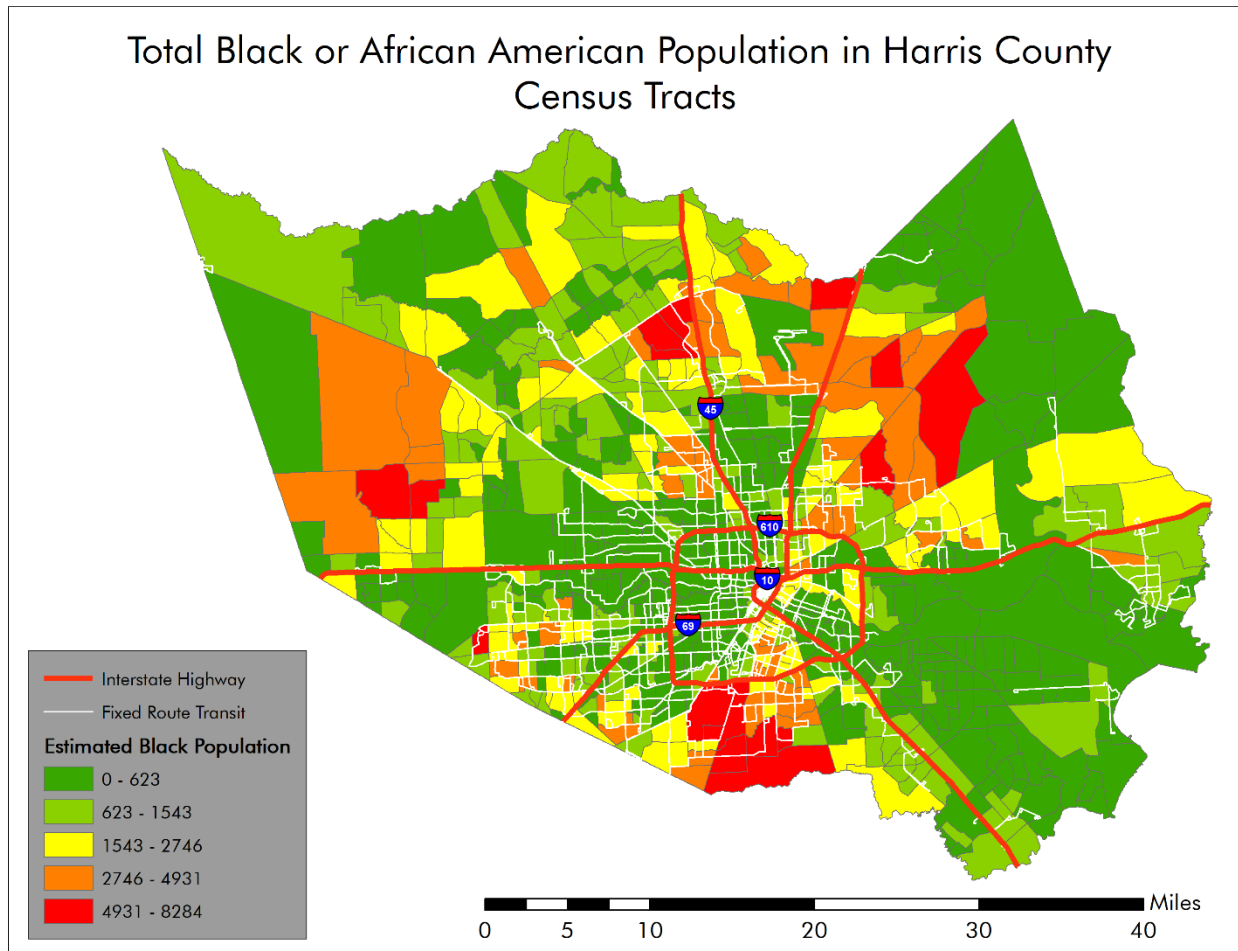 Total Black or African American Population in Harris County
Census Tracts
45
610
10
69
Interstate Highway
Fixed Route Transit
Estimated Black Population
0 - 623
623 - 1543
1543 - 2746
2746 - 4931
4931 - 8284
Miles
0 5 10 20 30 40